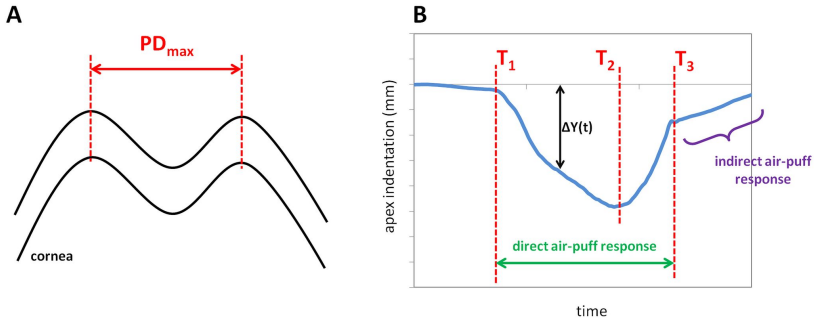 A
PDmax
cornea
B
T1
T2
T3
ΔY(t)
apex indentation (mm)
indirect air-puff
response
direct air-puff response
time